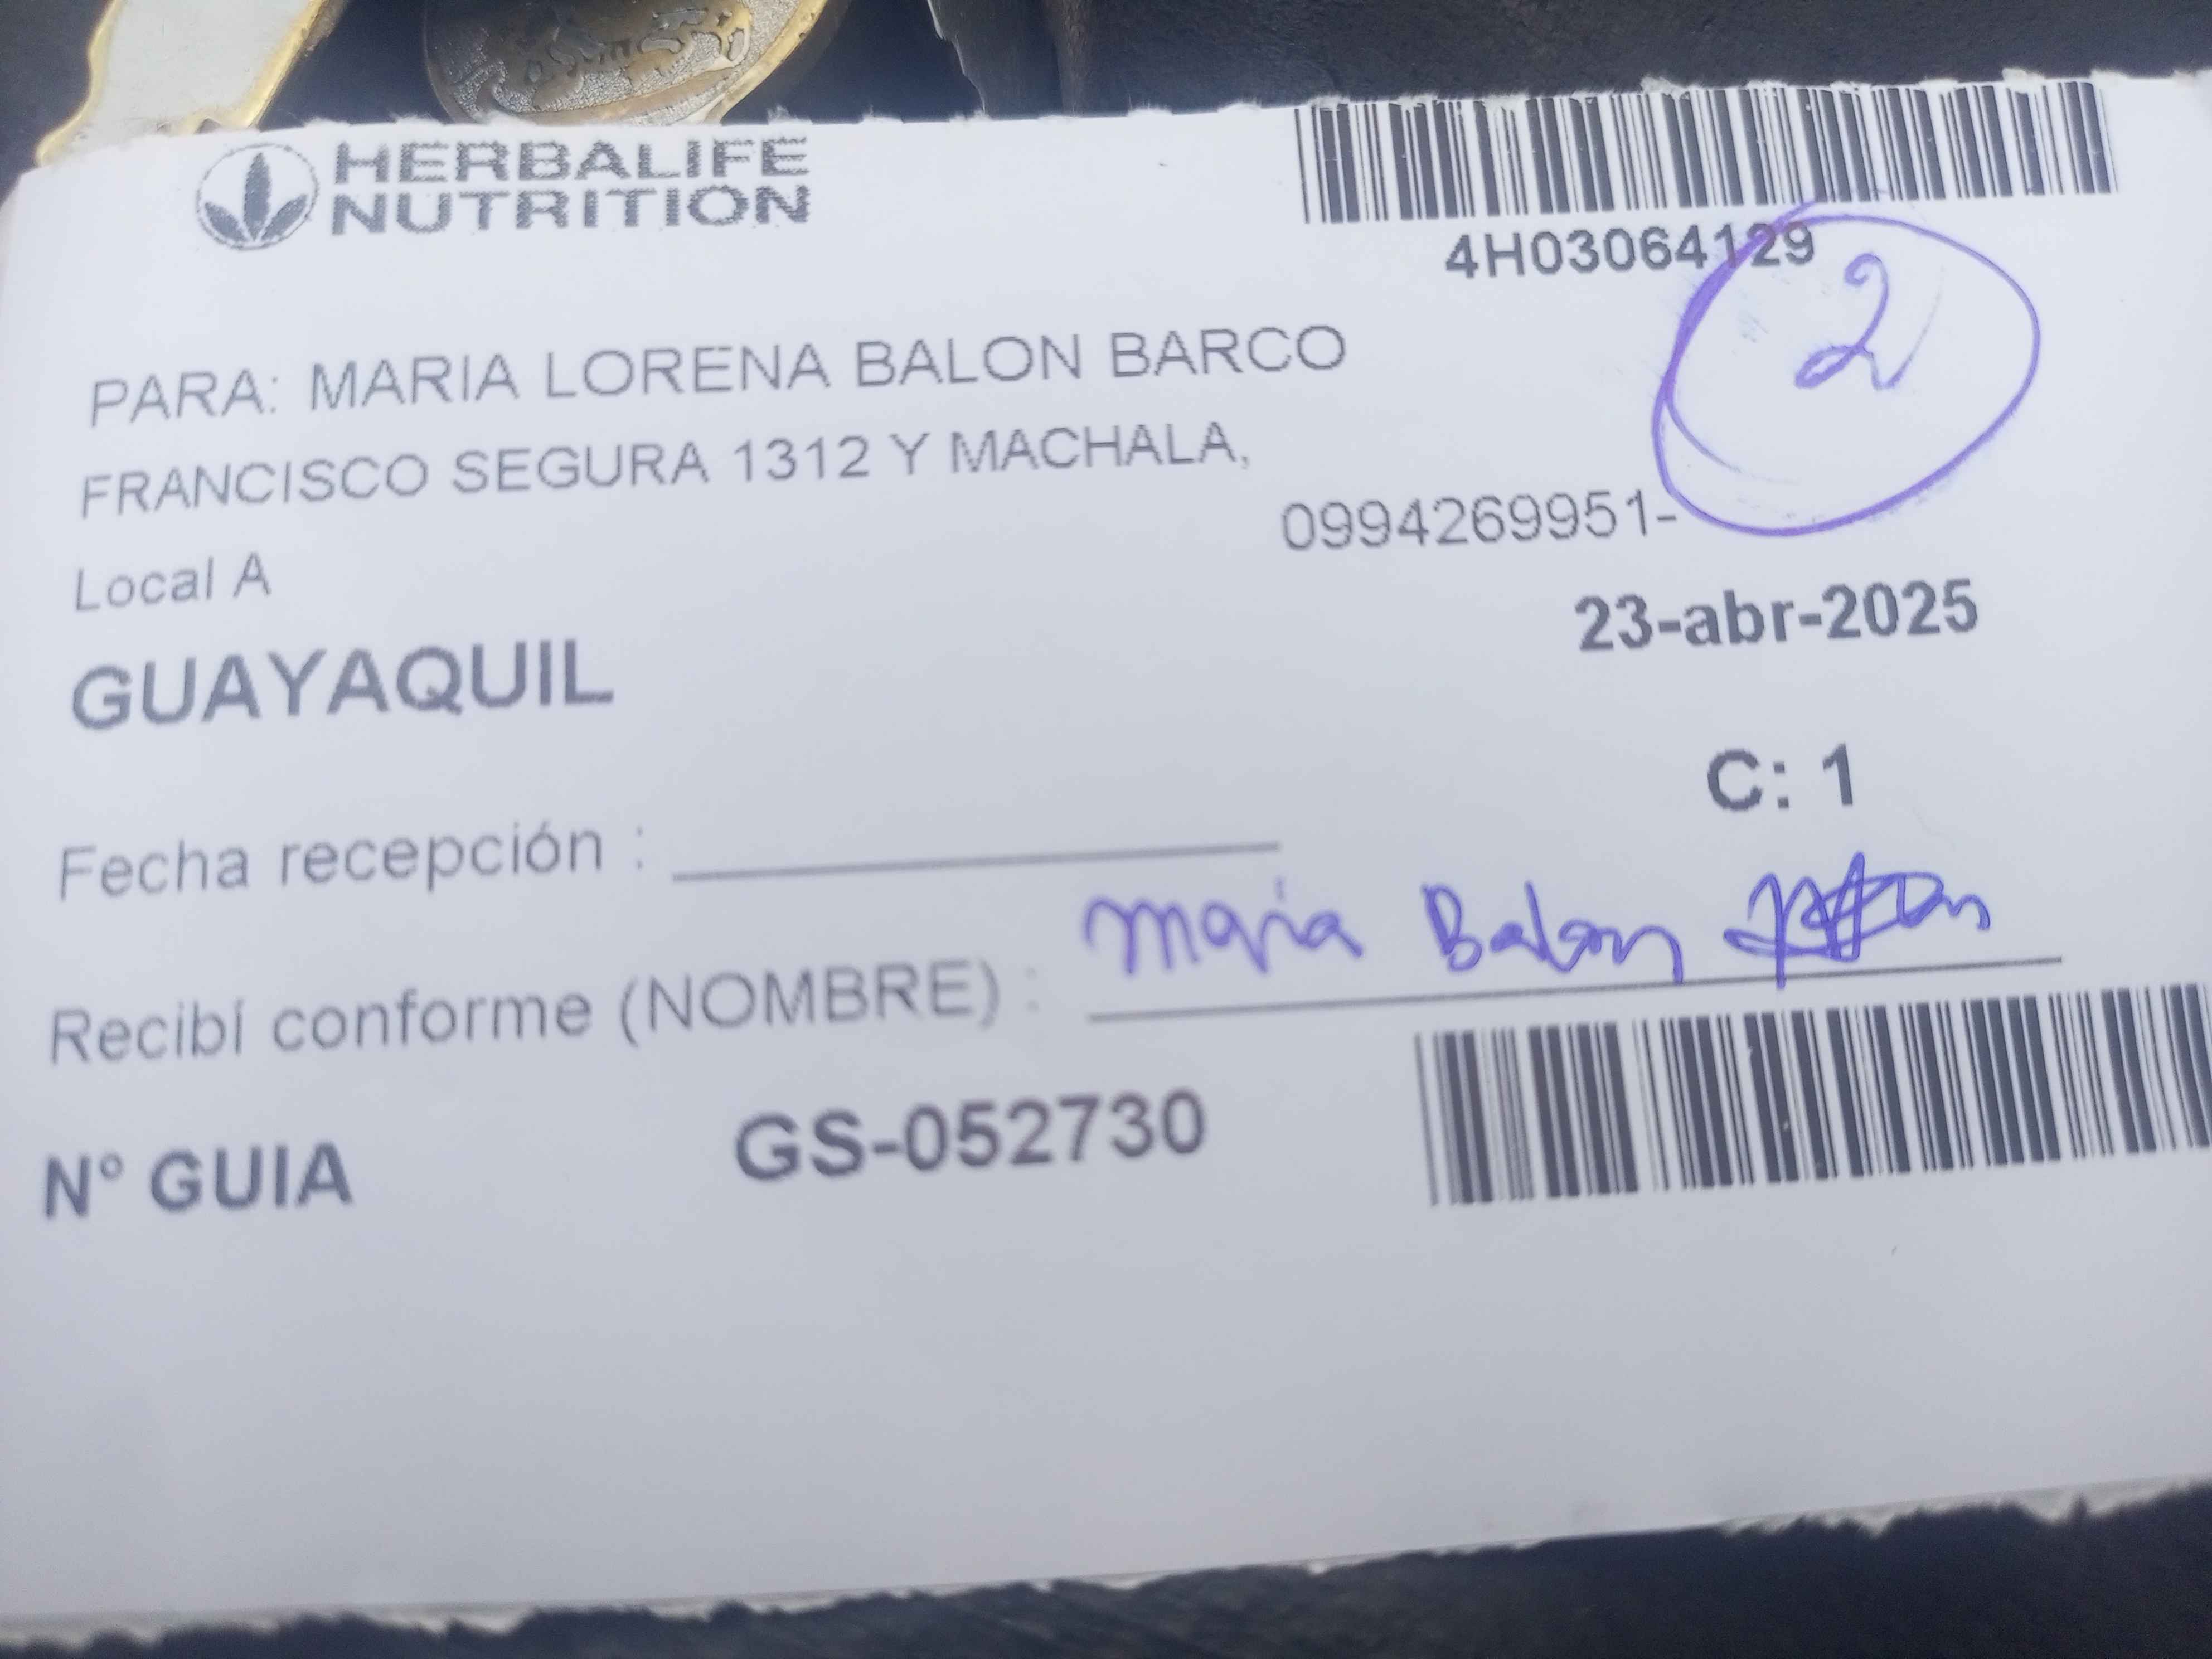 HERBALIFE
NUTRITION
4H03064129
2
PARA: MARIA LORENA BALON BARCO
FRANCISCO SEGURA 1312 Y MACHALA,
0994269951-
Local A
23-abr-2025
GUAYAQUIL
C: 1
Fecha recepción :
Recibí conforme (NOMBRE) : Maria Balon
N° GUIA GS-052730